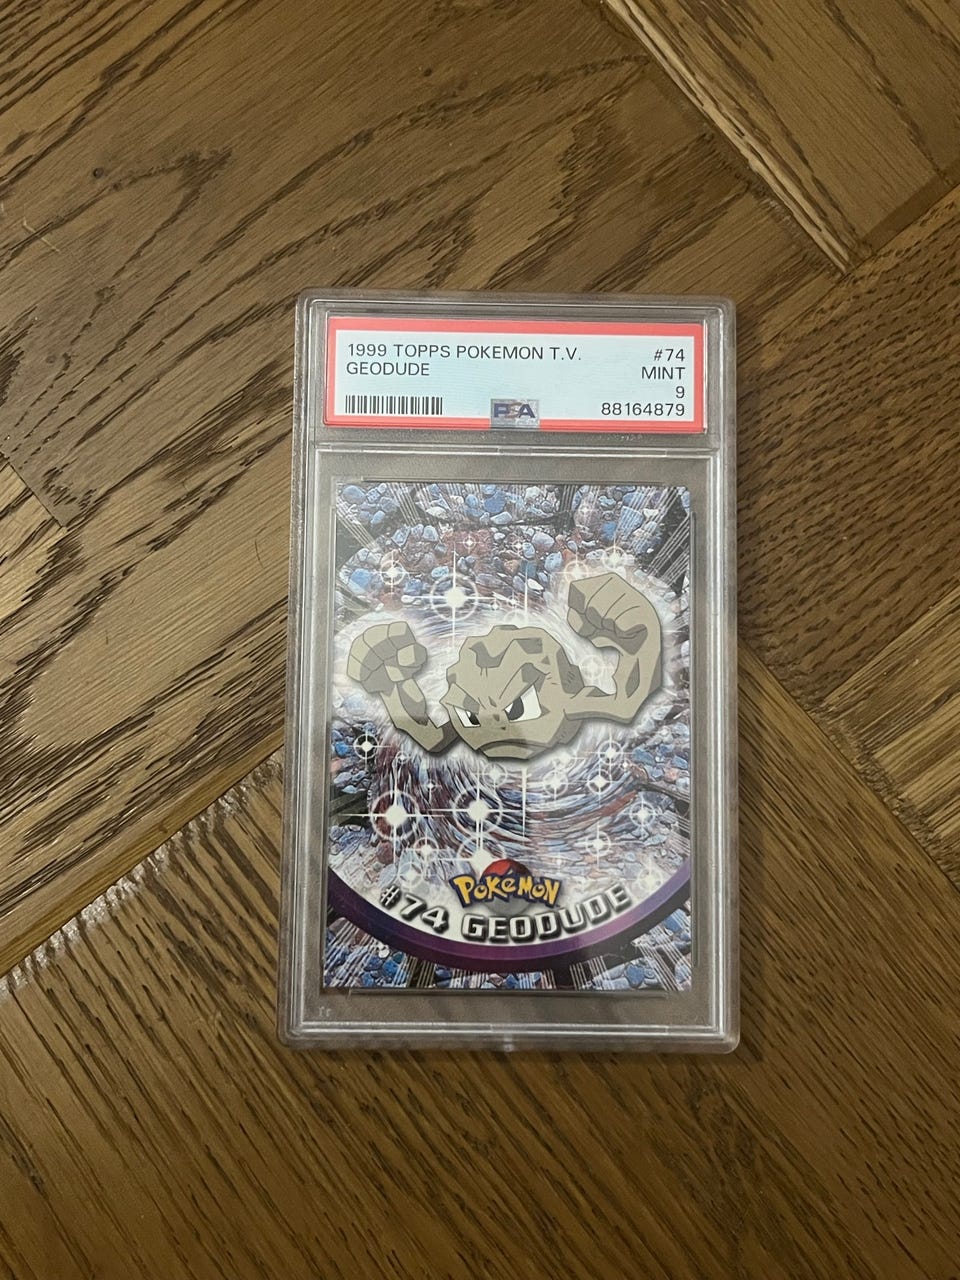 1999 TOPPS POKEMON T.V. #74
GEODUDE MINT
9
PSA 88164879
POKéMON
#74 GEODUDE